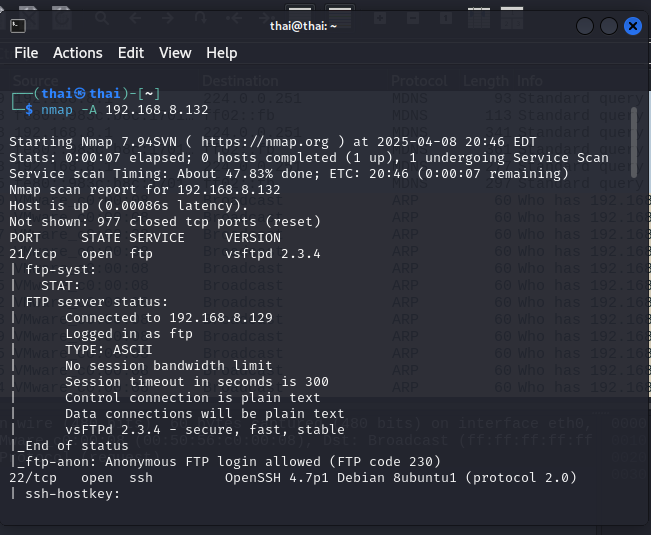 thai@thai: ~
File Actions Edit View Help
Source Destination Protocol Length Info
┌──(thai㉿thai)-[~]
└─$ nmap -A 192.168.8.132
Starting Nmap 7.94SVN ( https://nmap.org ) at 2025-04-08 20:46 EDT
Stats: 0:00:07 elapsed; 0 hosts completed (1 up), 1 undergoing Service Scan
Service scan Timing: About 47.83% done; ETC: 20:46 (0:00:07 remaining)
Nmap scan report for 192.168.8.132
Host is up (0.00086s latency).
Not shown: 977 closed tcp ports (reset)
PORT     STATE SERVICE     VERSION
21/tcp   open  ftp         vsftpd 2.3.4
| ftp-syst:
|   STAT:
| FTP server status:
|      Connected to 192.168.8.129
|      Logged in as ftp
|      TYPE: ASCII
|      No session bandwidth limit
|      Session timeout in seconds is 300
|      Control connection is plain text
|      Data connections will be plain text
|      vsFTPd 2.3.4 - secure, fast, stable
|_End of status
|_ftp-anon: Anonymous FTP login allowed (FTP code 230)
22/tcp   open  ssh         OpenSSH 4.7p1 Debian 8ubuntu1 (protocol 2.0)
| ssh-hostkey: